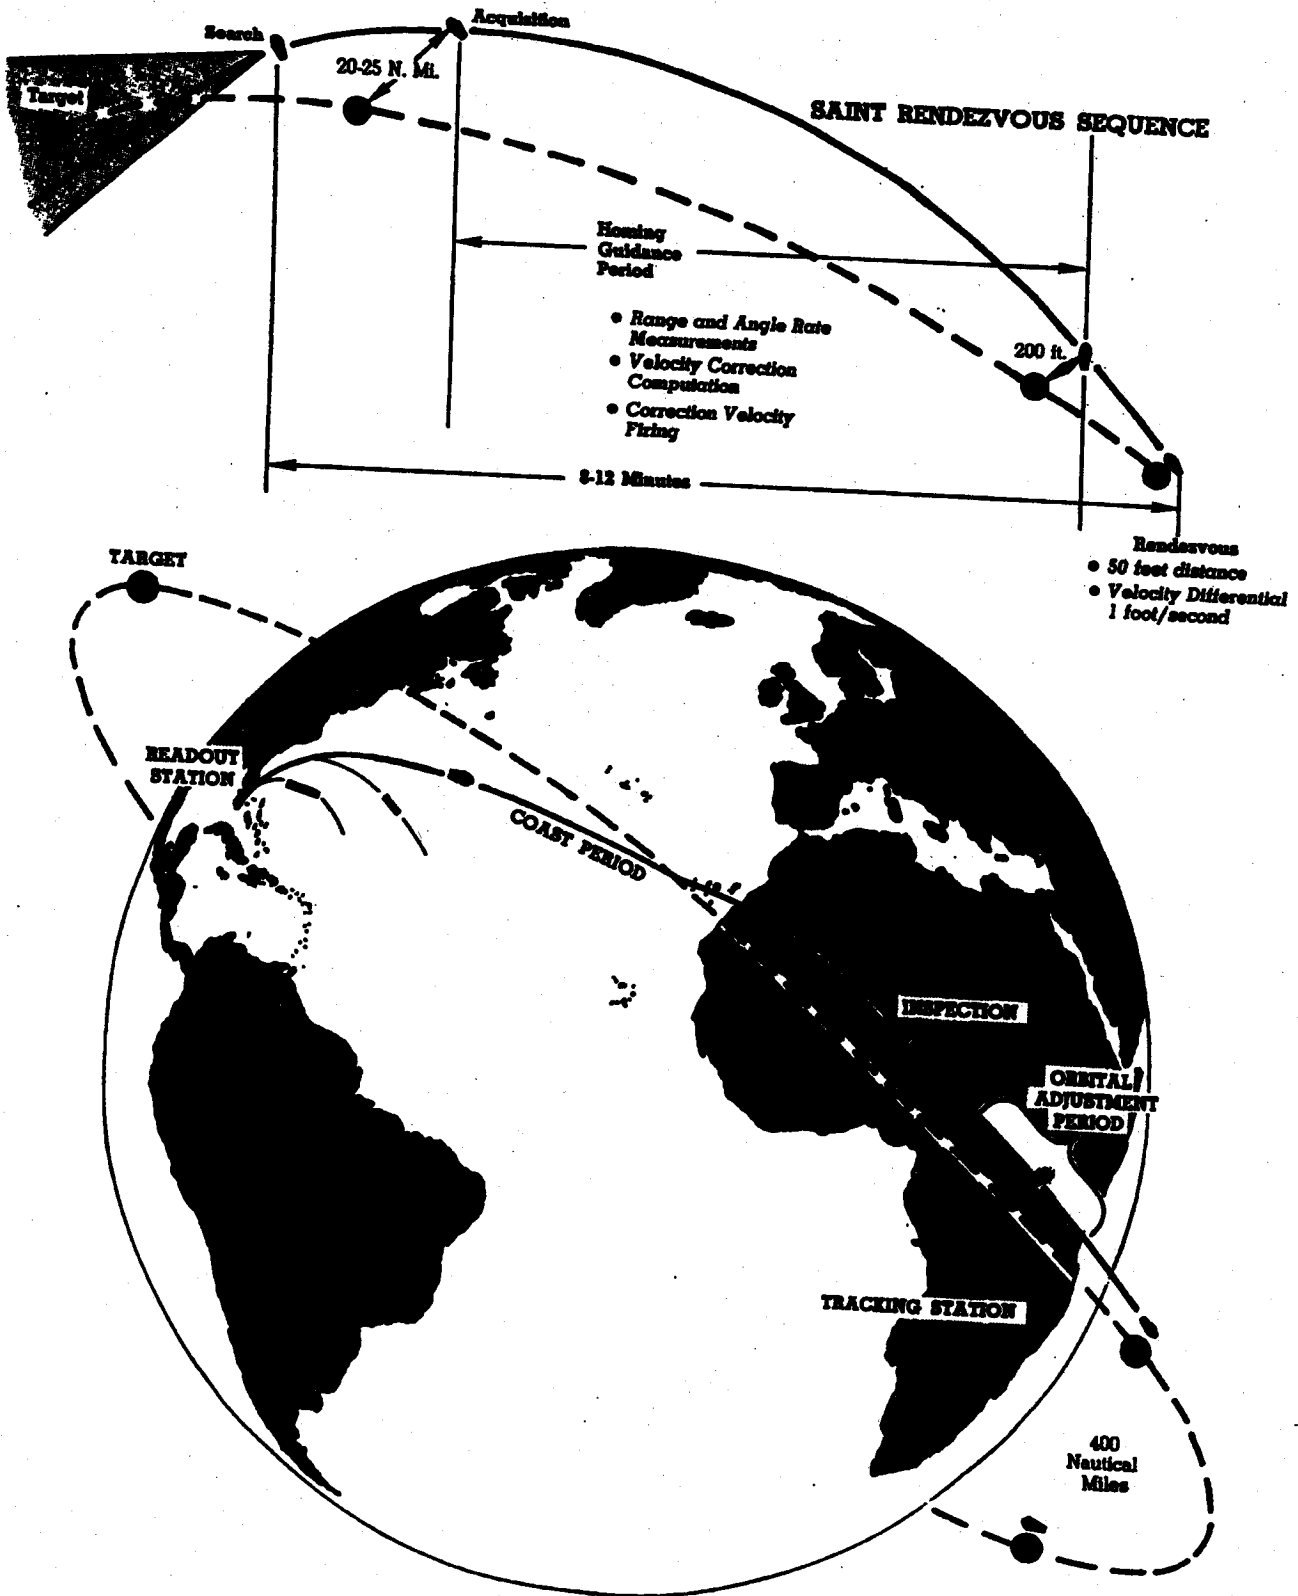 Search
Acquisition
20-25 N. Mi.
Target
SAINT RENDEZVOUS SEQUENCE
Homing
Guidance
Period
• Range and Angle Rate
Measurements
• Velocity Correction
Computation
• Correction Velocity
Firing
200 ft.
8-12 Minutes
Rendezvous
• 50 feet distance
• Velocity Differential
1 foot/second
TARGET
READOUT
STATION
COAST PERIOD
INSPECTION
ORBITAL
ADJUSTMENT
PERIOD
TRACKING STATION
400
Nautical
Miles